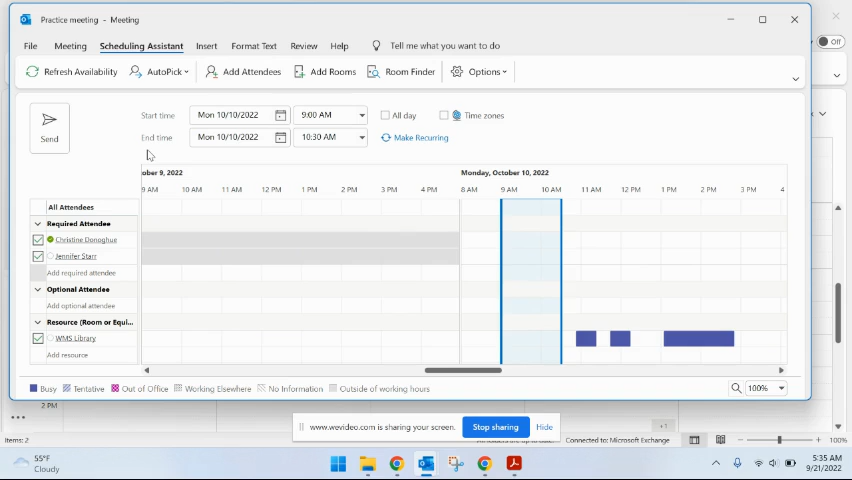 Practice meeting - Meeting
Off
File Meeting Scheduling Assistant Insert Format Text Review Help Tell me what you want to do
Refresh Availability AutoPick Add Attendees Add Rooms Room Finder Options
Send
Start time Mon 10/10/2022 9:00 AM All day Time zones
End time Mon 10/10/2022 10:30 AM Make Recurring
ober 9, 2022 Monday, October 10, 2022
9 AM 10 AM 11 AM 12 PM 1 PM 2 PM 3 PM 4 PM 8 AM 9 AM 10 AM 11 AM 12 PM 1 PM 2 PM 3 PM 4
All Attendees
Required Attendee
Christine Donoghue
Jennifer Starr
Add required attendee
Optional Attendee
Add optional attendee
Resource (Room or Equi...
WMS Library
Add resource
Busy Tentative Out of Office Working Elsewhere No Information Outside of working hours 100%
2 PM
www.wevideo.com is sharing your screen. Stop sharing Hide
+1
Items: 2 Connected to: Microsoft Exchange 100%
55°F
Cloudy
5:35 AM
9/21/2022